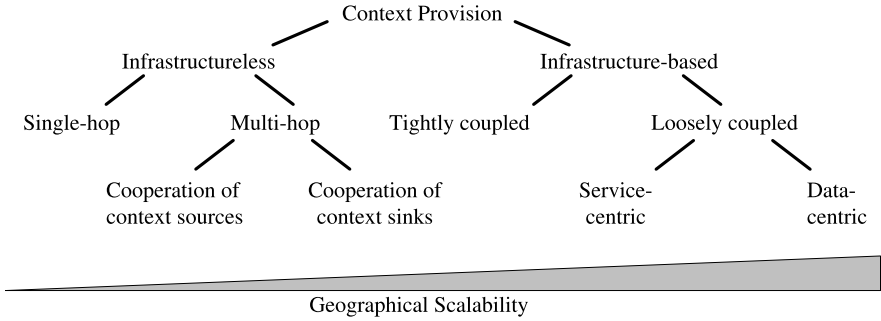 Context Provision
Infrastructureless
Infrastructure-based
Single-hop
Multi-hop
Tightly coupled
Loosely coupled
Cooperation of
context sources
Cooperation of
context sinks
Service-
centric
Data-
centric
Geographical Scalability